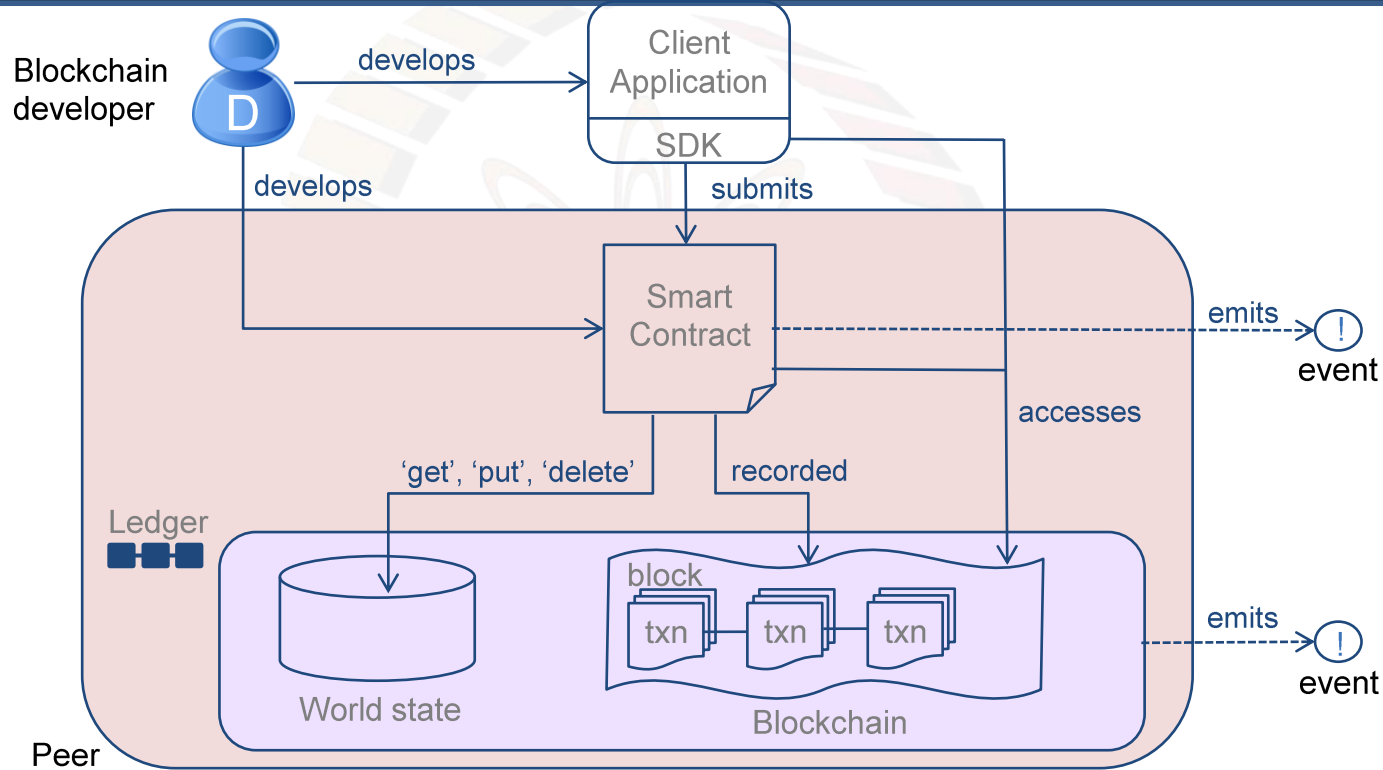 Blockchain
developer
D
develops
Client
Application
SDK
develops
submits
Smart
Contract
emits
!
event
accesses
‘get’, ‘put’, ‘delete’
recorded
Ledger
block
txn
txn
txn
emits
!
event
World state
Blockchain
Peer